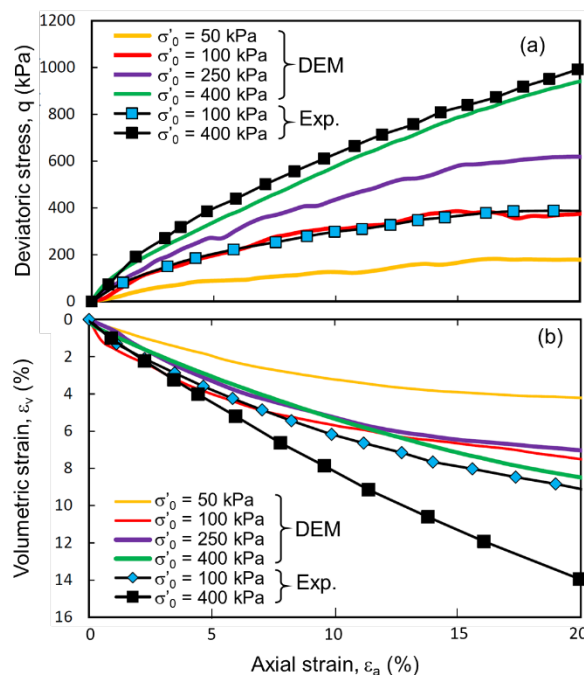 1200
1000
800
600
400
200
0
Deviatoric stress, q (kPa)
(a)
σ'0 = 50 kPa
σ'0 = 100 kPa
σ'0 = 250 kPa
σ'0 = 400 kPa
DEM
σ'0 = 100 kPa
σ'0 = 400 kPa
Exp.
0
2
4
6
8
10
12
14
16
Volumetric strain, εv (%)
(b)
σ'0 = 50 kPa
σ'0 = 100 kPa
σ'0 = 250 kPa
σ'0 = 400 kPa
DEM
σ'0 = 100 kPa
σ'0 = 400 kPa
Exp.
0 5 10 15 20
Axial strain, εa (%)